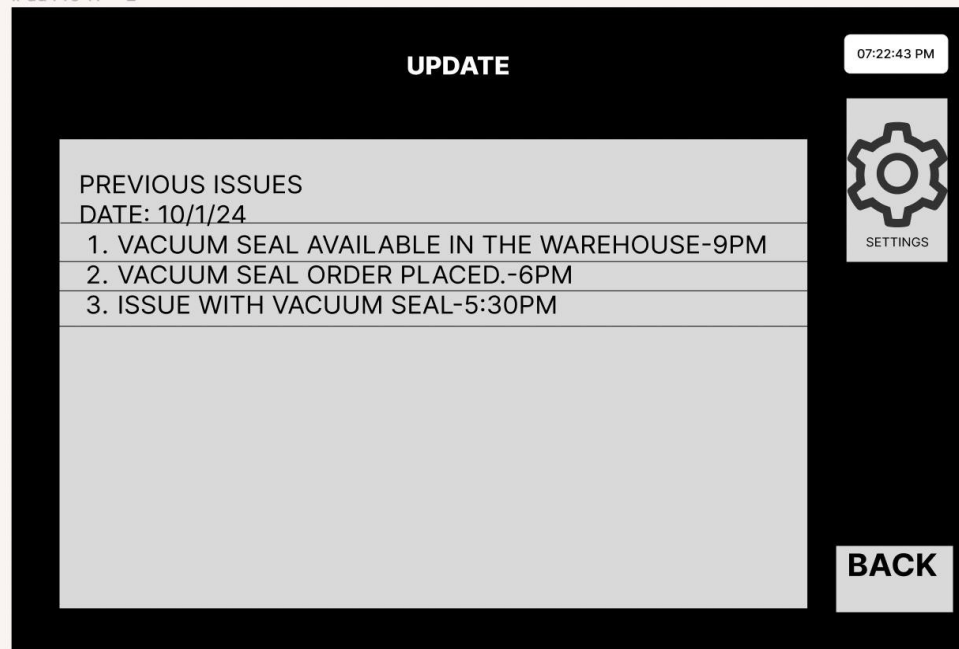 UPDATE
07:22:43 PM
SETTINGS
PREVIOUS ISSUES
DATE: 10/1/24
1. VACUUM SEAL AVAILABLE IN THE WAREHOUSE-9PM
2. VACUUM SEAL ORDER PLACED.-6PM
3. ISSUE WITH VACUUM SEAL-5:30PM
BACK